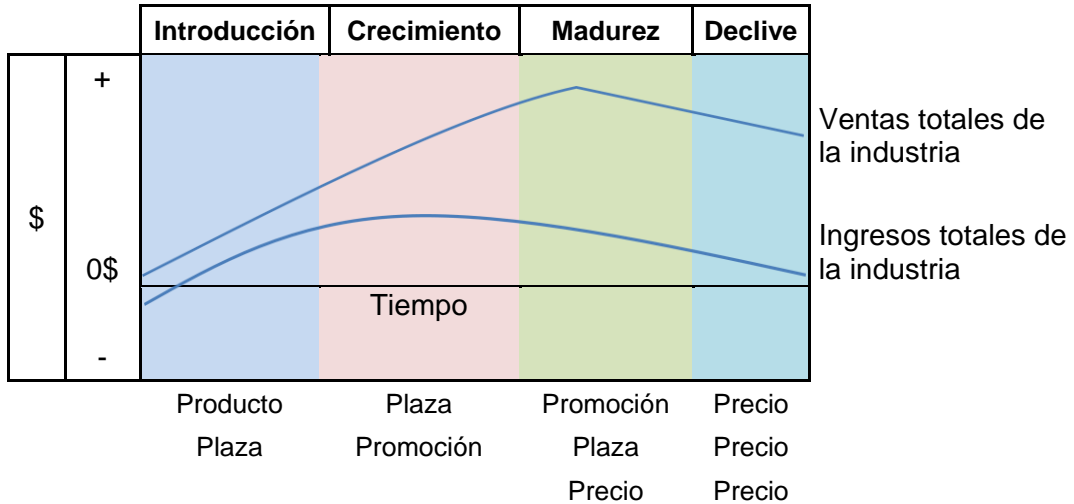 Introducción Crecimiento Madurez Declive
+
Ventas totales de
la industria
$
Ingresos totales de
0$ la industria
Tiempo
-
Producto Plaza Promoción Precio
Plaza Promoción Plaza Precio
Precio Precio